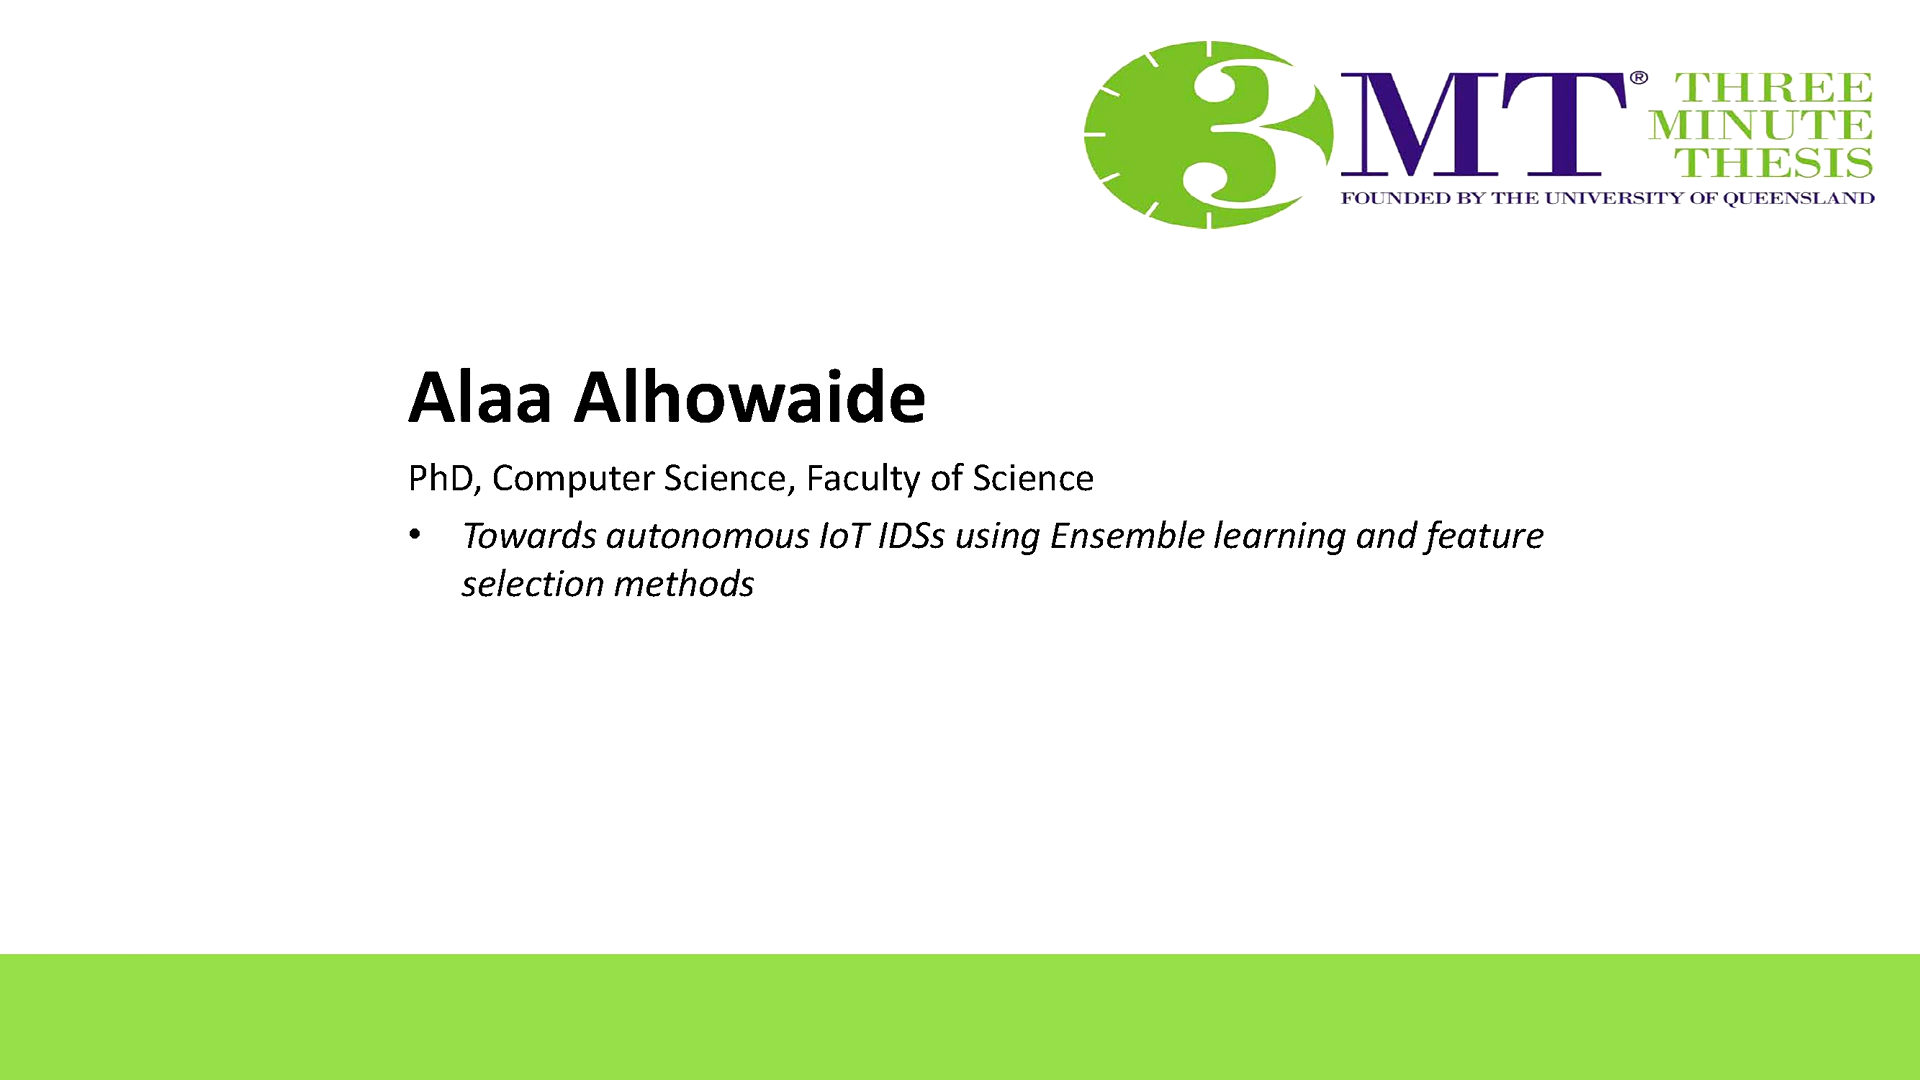 3MT® THREE
MINUTE
THESIS
FOUNDED BY THE UNIVERSITY OF QUEENSLAND
Alaa Alhowaide
PhD, Computer Science, Faculty of Science
• Towards autonomous IoT IDSs using Ensemble learning and feature
selection methods